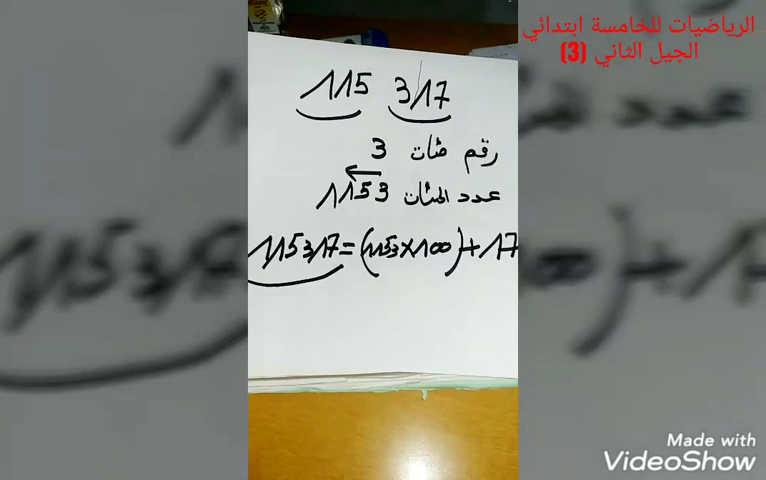 الرياضيات للخامسة ابتدائي
الجيل الثاني (3)
115 317
رقم مئات 3
عدد المئات 1153
115317=(1153×100)+17
Made with
VideoShow